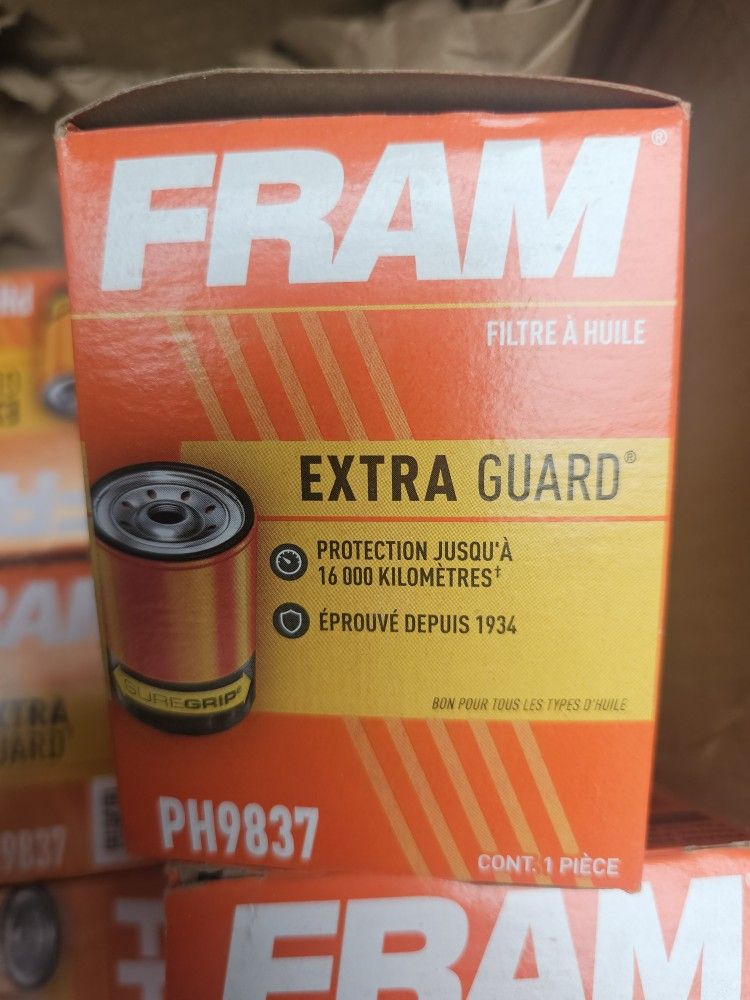 FRAM®
FILTRE À HUILE
EXTRA GUARD®
PROTECTION JUSQU'À
16 000 KILOMÈTRES†
ÉPROUVÉ DEPUIS 1934
SUREGRIP®
BON POUR TOUS LES TYPES D'HUILE
PH9837
CONT. 1 PIÈCE
FRAM